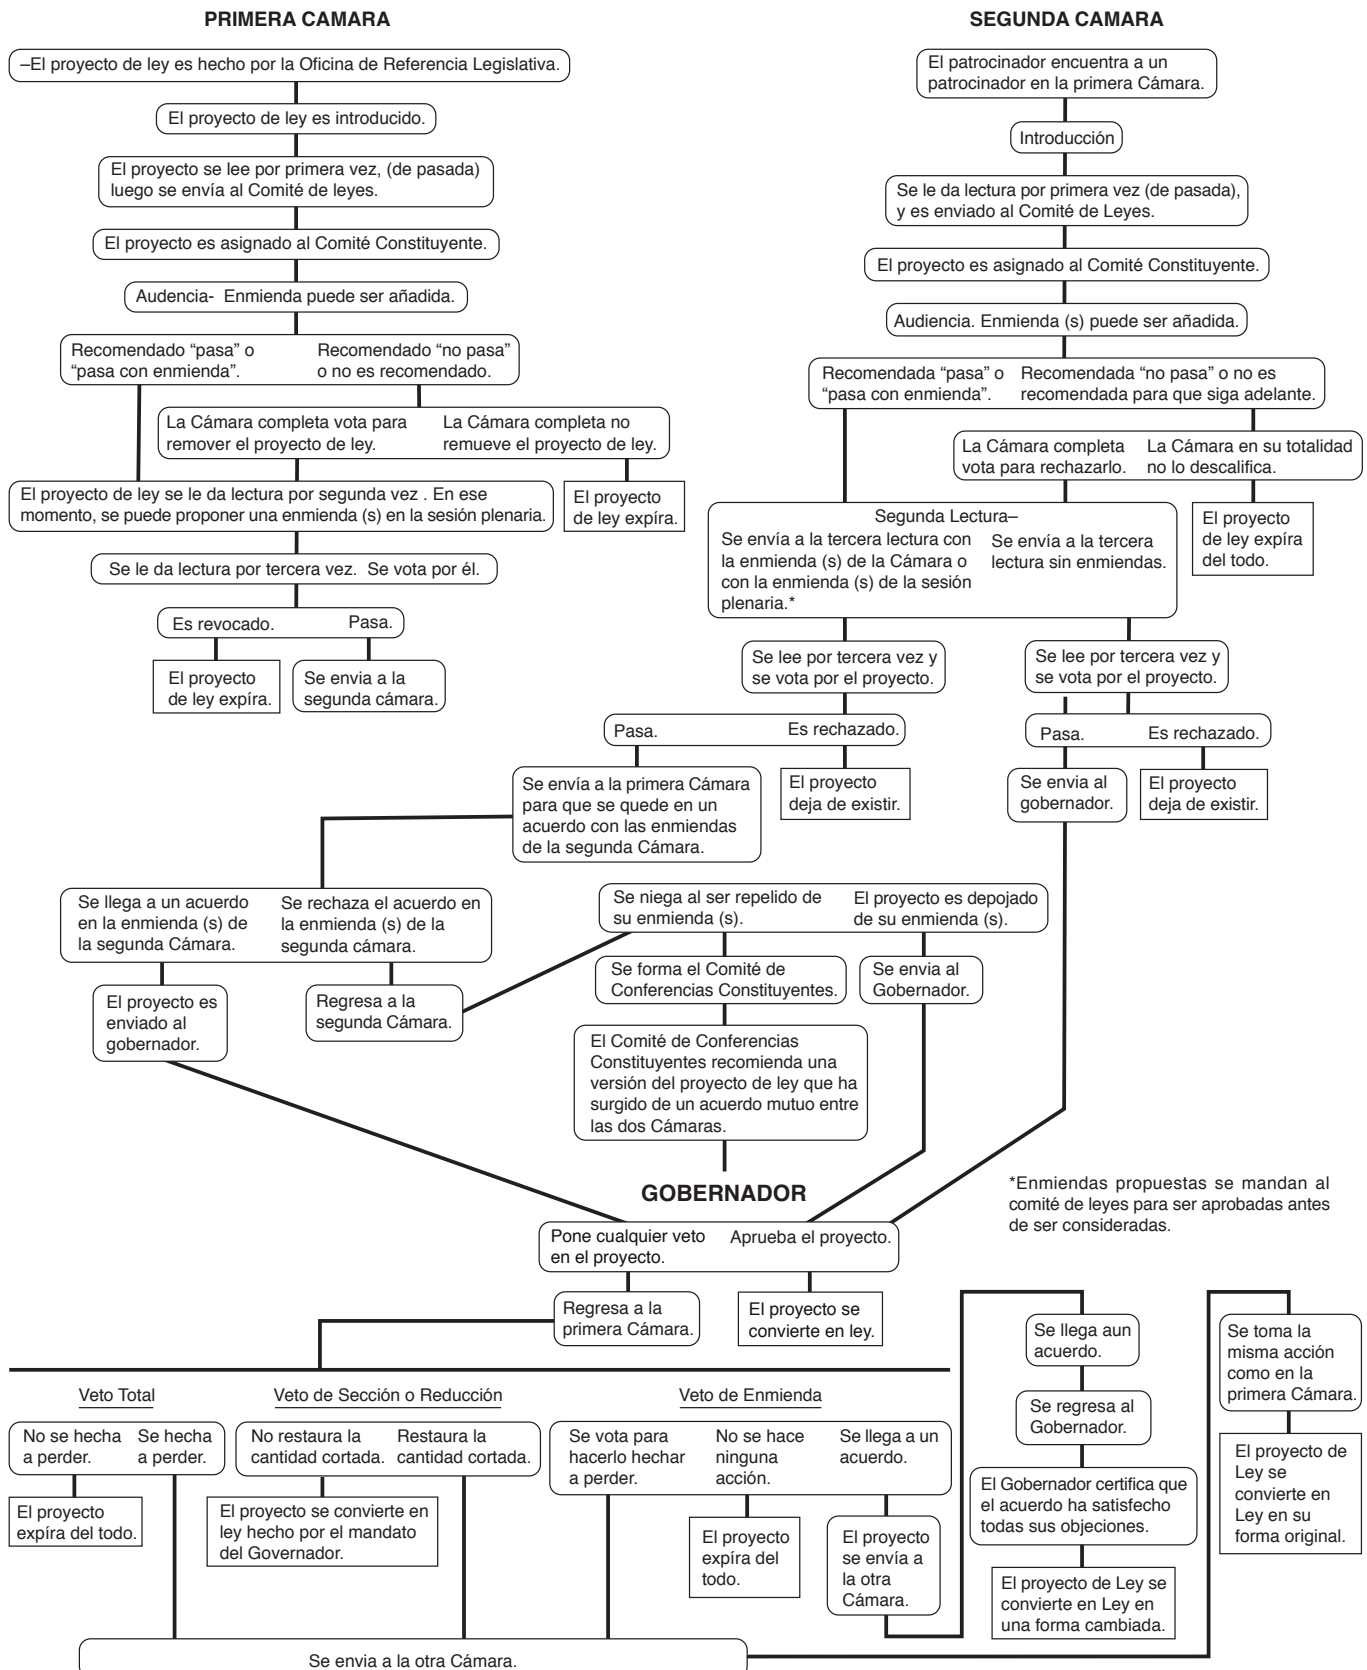 PRIMERA CAMARA
–El proyecto de ley es hecho por la Oficina de Referencia Legislativa.
El proyecto de ley es introducido.
El proyecto se lee por primera vez, (de pasada)
luego se envía al Comité de leyes.
El proyecto es asignado al Comité Constituyente.
Audencia- Enmienda puede ser añadida.
Recomendado “pasa” o
“pasa con enmienda”.
Recomendado “no pasa”
o no es recomendado.
La Cámara completa vota para
remover el proyecto de ley.
La Cámara completa no
remueve el proyecto de ley.
El proyecto de ley se le da lectura por segunda vez . En ese
momento, se puede proponer una enmienda (s) en la sesión plenaria.
El proyecto
de ley expíra.
Se le da lectura por tercera vez. Se vota por él.
Es revocado.
Pasa.
El proyecto
de ley expíra.
Se envia a la
segunda cámara.
SEGUNDA CAMARA
El patrocinador encuentra a un
patrocinador en la primera Cámara.
Introducción
Se le da lectura por primera vez (de pasada),
y es enviado al Comité de Leyes.
El proyecto es asignado al Comité Constituyente.
Audiencia. Enmienda (s) puede ser añadida.
Recomendada “pasa” o
“pasa con enmienda”.
Recomendada “no pasa” o no es
recomendada para que siga adelante.
La Cámara completa
vota para rechazarlo.
La Cámara en su totalidad
no lo descalifica.
Segunda Lectura–
Se envía a la tercera lectura con
la enmienda (s) de la Cámara o
con la enmienda (s) de la sesión
plenaria.*
Se envía a la tercera
lectura sin enmiendas.
El proyecto
de ley expíra
del todo.
Se lee por tercera vez y
se vota por el proyecto.
Se lee por tercera vez y
se vota por el proyecto.
Pasa.
Es rechazado.
Pasa.
Es rechazado.
Se envía a la primera Cámara
para que se quede en un
acuerdo con las enmiendas
de la segunda Cámara.
El proyecto
deja de existir.
Se envia al
gobernador.
El proyecto
deja de existir.
Se llega a un acuerdo
en la enmienda (s) de
la segunda Cámara.
Se rechaza el acuerdo en
la enmienda (s) de la
segunda cámara.
Se niega al ser repelido de
su enmienda (s).
El proyecto es depojado
de su enmienda (s).
El proyecto es
enviado al
gobernador.
Regresa a la
segunda Cámara.
Se forma el Comité de
Conferencias Constituyentes.
Se envia al
Gobernador.
El Comité de Conferencias
Constituyentes recomienda una
versión del proyecto de ley que ha
surgido de un acuerdo mutuo entre
las dos Cámaras.
*Enmiendas propuestas se mandan al
comité de leyes para ser aprobadas antes
de ser consideradas.
GOBERNADOR
Pone cualquier veto
en el proyecto.
Aprueba el proyecto.
Regresa a la
primera Cámara.
El proyecto se
convierte en ley.
Veto Total
No se hecha
a perder.
Se hecha
a perder.
El proyecto
expíra del todo.
Veto de Sección o Reducción
No restaura la
cantidad cortada.
Restaura la
cantidad cortada.
El proyecto se convierte en
ley hecho por el mandato
del Governador.
Veto de Enmienda
Se vota para
hacerlo hechar
a perder.
No se hace
ninguna
acción.
Se llega a un
acuerdo.
El proyecto
expíra del
todo.
El proyecto
se envía a
la otra
Cámara.
Se llega aun
acuerdo.
Se regresa al
Gobernador.
El Gobernador certifica que
el acuerdo ha satisfecho
todas sus objeciones.
El proyecto de Ley se
convierte en Ley en
una forma cambiada.
Se toma la
misma acción
como en la
primera Cámara.
El proyecto de
Ley se
convierte en
Ley en su
forma original.
Se envia a la otra Cámara.